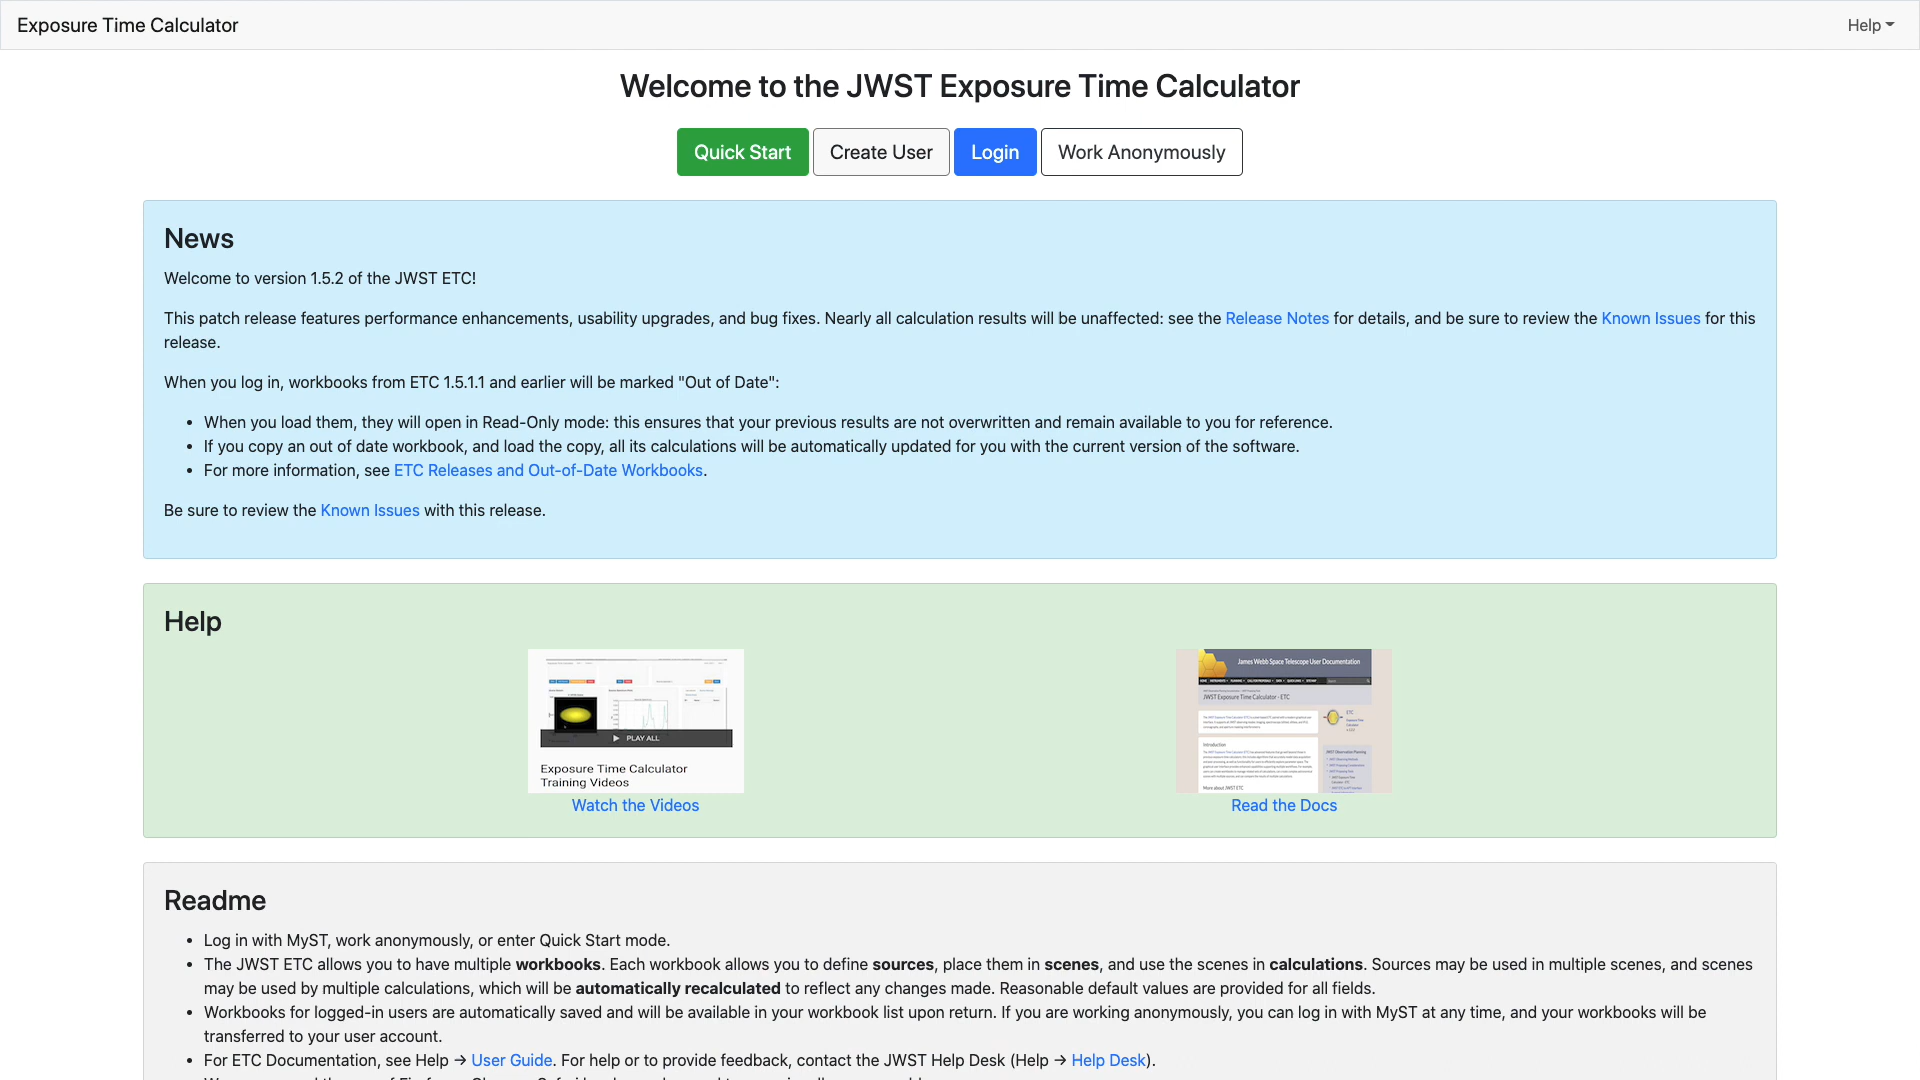 Exposure Time Calculator
Help
Welcome to the JWST Exposure Time Calculator
Quick Start
Create User
Login
Work Anonymously
News
Welcome to version 1.5.2 of the JWST ETC!
This patch release features performance enhancements, usability upgrades, and bug fixes. Nearly all calculation results will be unaffected: see the Release Notes for details, and be sure to review the Known Issues for this
release.
When you log in, workbooks from ETC 1.5.1.1 and earlier will be marked "Out of Date":
• When you load them, they will open in Read-Only mode: this ensures that your previous results are not overwritten and remain available to you for reference.
• If you copy an out of date workbook, and load the copy, all its calculations will be automatically updated for you with the current version of the software.
• For more information, see ETC Releases and Out-of-Date Workbooks.
Be sure to review the Known Issues with this release.
Help
PLAY ALL
Exposure Time Calculator
Training Videos
Watch the Videos
James Webb Space Telescope User Documentation
JWST Exposure Time Calculator - ETC
Introduction
More about JWST ETC
Read the Docs
Readme
• Log in with MyST, work anonymously, or enter Quick Start mode.
• The JWST ETC allows you to have multiple workbooks. Each workbook allows you to define sources, place them in scenes, and use the scenes in calculations. Sources may be used in multiple scenes, and scenes
may be used by multiple calculations, which will be automatically recalculated to reflect any changes made. Reasonable default values are provided for all fields.
• Workbooks for logged-in users are automatically saved and will be available in your workbook list upon return. If you are working anonymously, you can log in with MyST at any time, and your workbooks will be
transferred to your user account.
• For ETC Documentation, see Help → User Guide. For help or to provide feedback, contact the JWST Help Desk (Help → Help Desk).